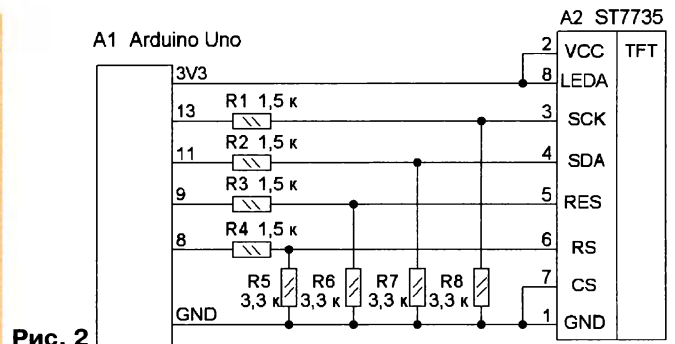 A2 ST7735
A1 Arduino Uno
2 VCC TFT
3V3 8 LEDA
13 R1 1,5 к 3 SCK
11 R2 1,5 к 4 SDA
9 R3 1,5 к 5 RES
8 R4 1,5 к 6 RS
R5 R6 R7 R8 7 CS
3,3 к 3,3 к 3,3 к 3,3 к
GND 1 GND
Рис. 2